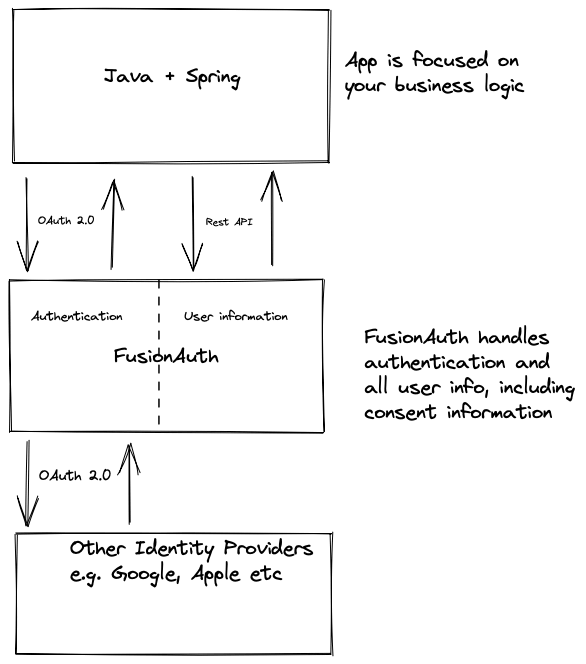 Java + Spring
App is focused on
your business logic
OAuth 2.0
Rest API
Authentication
User information
FusionAuth
FusionAuth handles
authentication and
all user info, including
consent information
OAuth 2.0
Other Identity Providers
e.g. Google, Apple etc